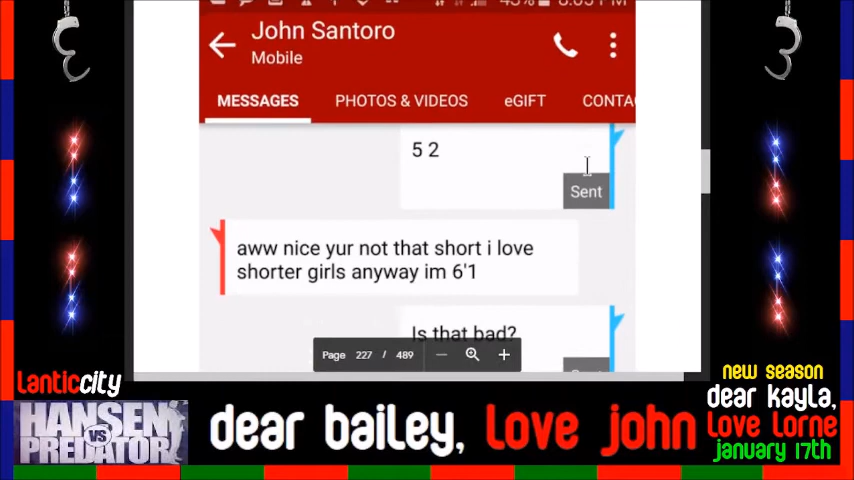 John Santoro
Mobile
MESSAGES PHOTOS & VIDEOS eGIFT CONTA
5 2
Sent
aww nice yur not that short i love
shorter girls anyway im 6'1
Is that bad?
Page 227 / 489
Lanticcity
HANSEN
VS
PREDATOR
dear bailey, Love john
new season
dear kayla,
Love Lorne
january 17th